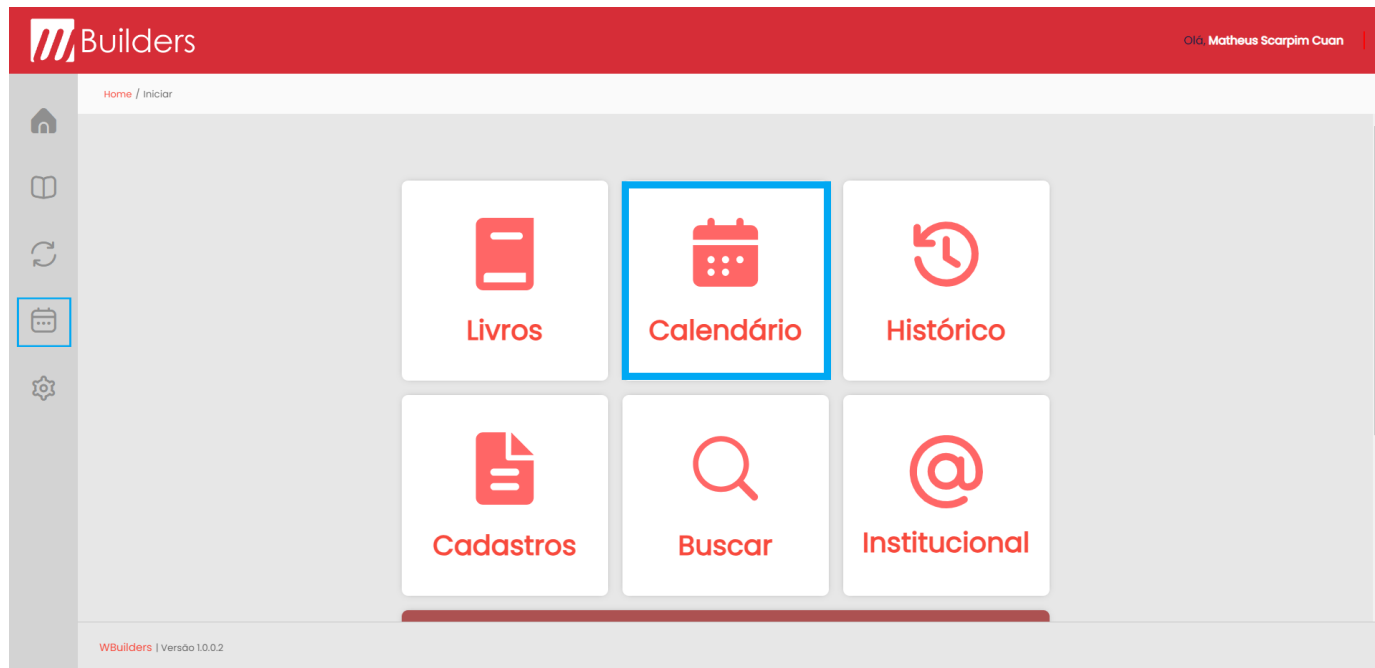 Builders
Olá, Matheus Scarpim Cuan
Home / Iniciar
Livros
Calendário
Histórico
Cadastros
Buscar
Institucional
WBuilders | Versão 1.0.0.2